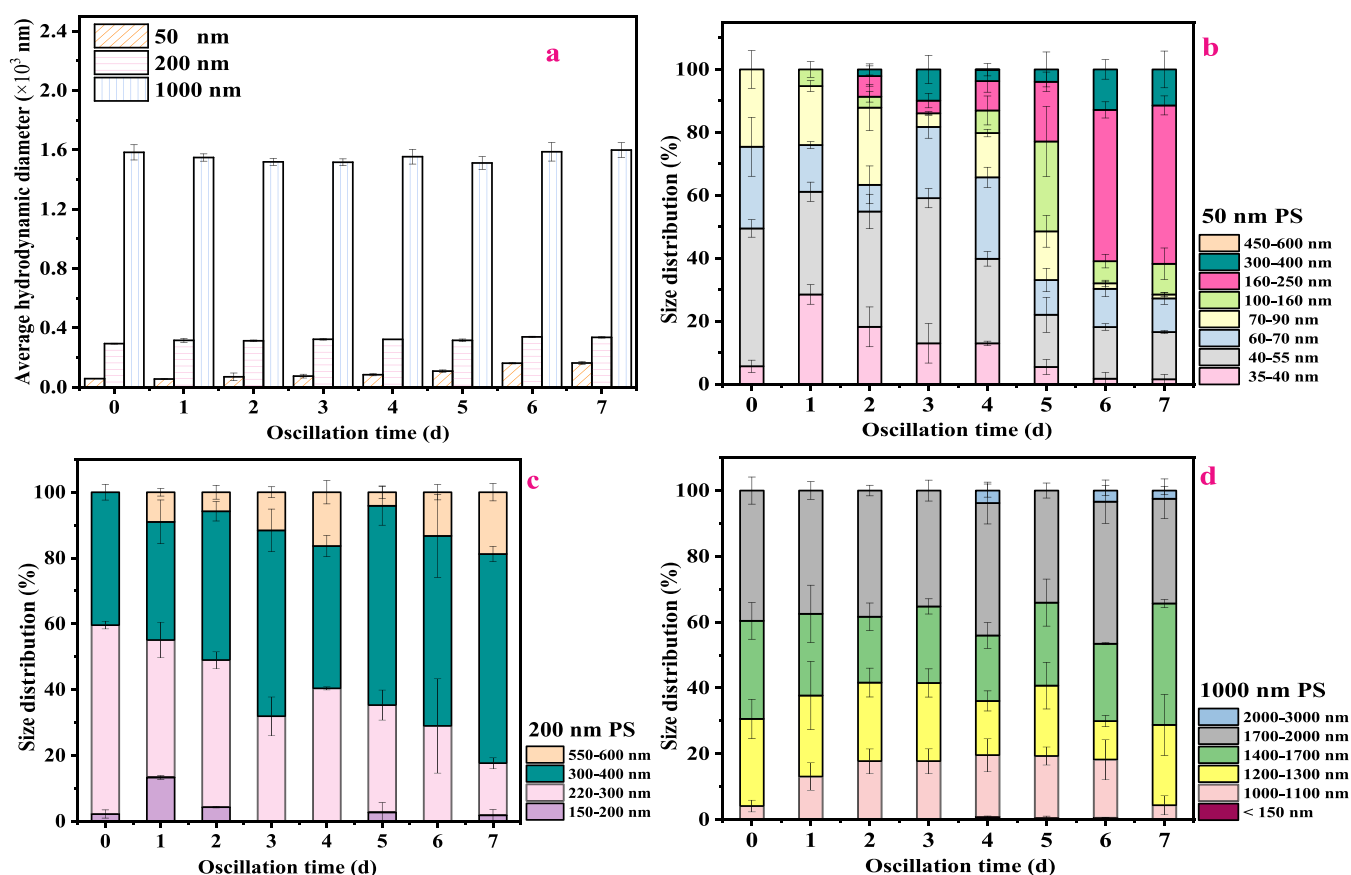 a
50 nm
200 nm
1000 nm
Average hydrodynamic diameter (×10³ nm)
2.4
2.0
1.6
1.2
0.8
0.4
0.0
0 1 2 3 4 5 6 7
Oscillation time (d)
b
Size distribution (%)
100
80
60
40
20
0
0 1 2 3 4 5 6 7
Oscillation time (d)
50 nm PS
450-600 nm
300-400 nm
160-250 nm
100-160 nm
70-90 nm
60-70 nm
40-55 nm
35-40 nm
c
Size distribution (%)
100
80
60
40
20
0
0 1 2 3 4 5 6 7
Oscillation time (d)
200 nm PS
550-600 nm
300-400 nm
220-300 nm
150-200 nm
d
Size distribution (%)
100
80
60
40
20
0
0 1 2 3 4 5 6 7
Oscillation time (d)
1000 nm PS
2000-3000 nm
1700-2000 nm
1400-1700 nm
1200-1300 nm
1000-1100 nm
< 150 nm